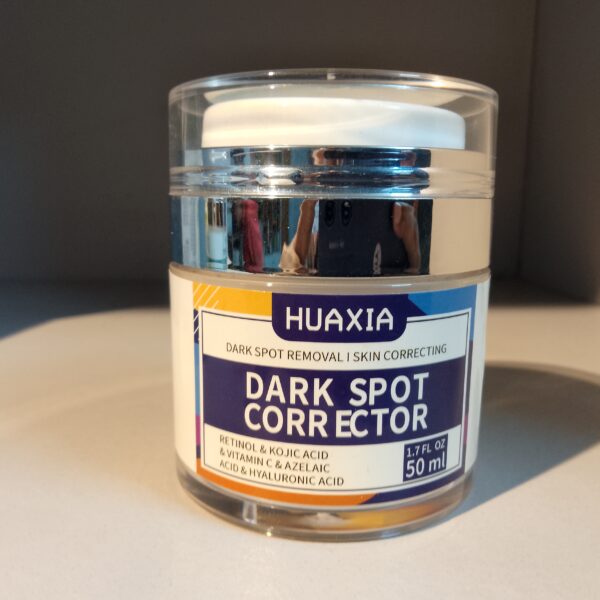 HUAXIA
DARK SPOT REMOVAL I SKIN CORRECTING
DARK SPOT
CORRECTOR
RETINOL & KOJIC ACID
& VITAMIN C & AZELAIC
ACID & HYALURONIC ACID
1.7 FL OZ
50 ml